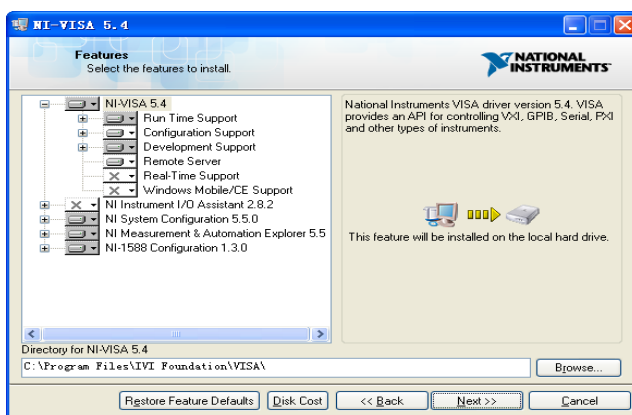 NI-VISA 5.4
Features
Select the features to install.
NATIONAL
INSTRUMENTS
NI-VISA 5.4
Run Time Support
Configuration Support
Development Support
Remote Server
Real-Time Support
Windows Mobile/CE Support
NI Instrument I/O Assistant 2.8.2
NI System Configuration 5.5.0
NI Measurement & Automation Explorer 5.5
NI-1588 Configuration 1.3.0
National Instruments VISA driver version 5.4. VISA
provides an API for controlling VXI, GPIB, Serial, PXI
and other types of instruments.
This feature will be installed on the local hard drive.
Directory for NI-VISA 5.4
C:\Program Files\IVI Foundation\VISA\
Browse...
Restore Feature Defaults
Disk Cost
<< Back
Next >>
Cancel